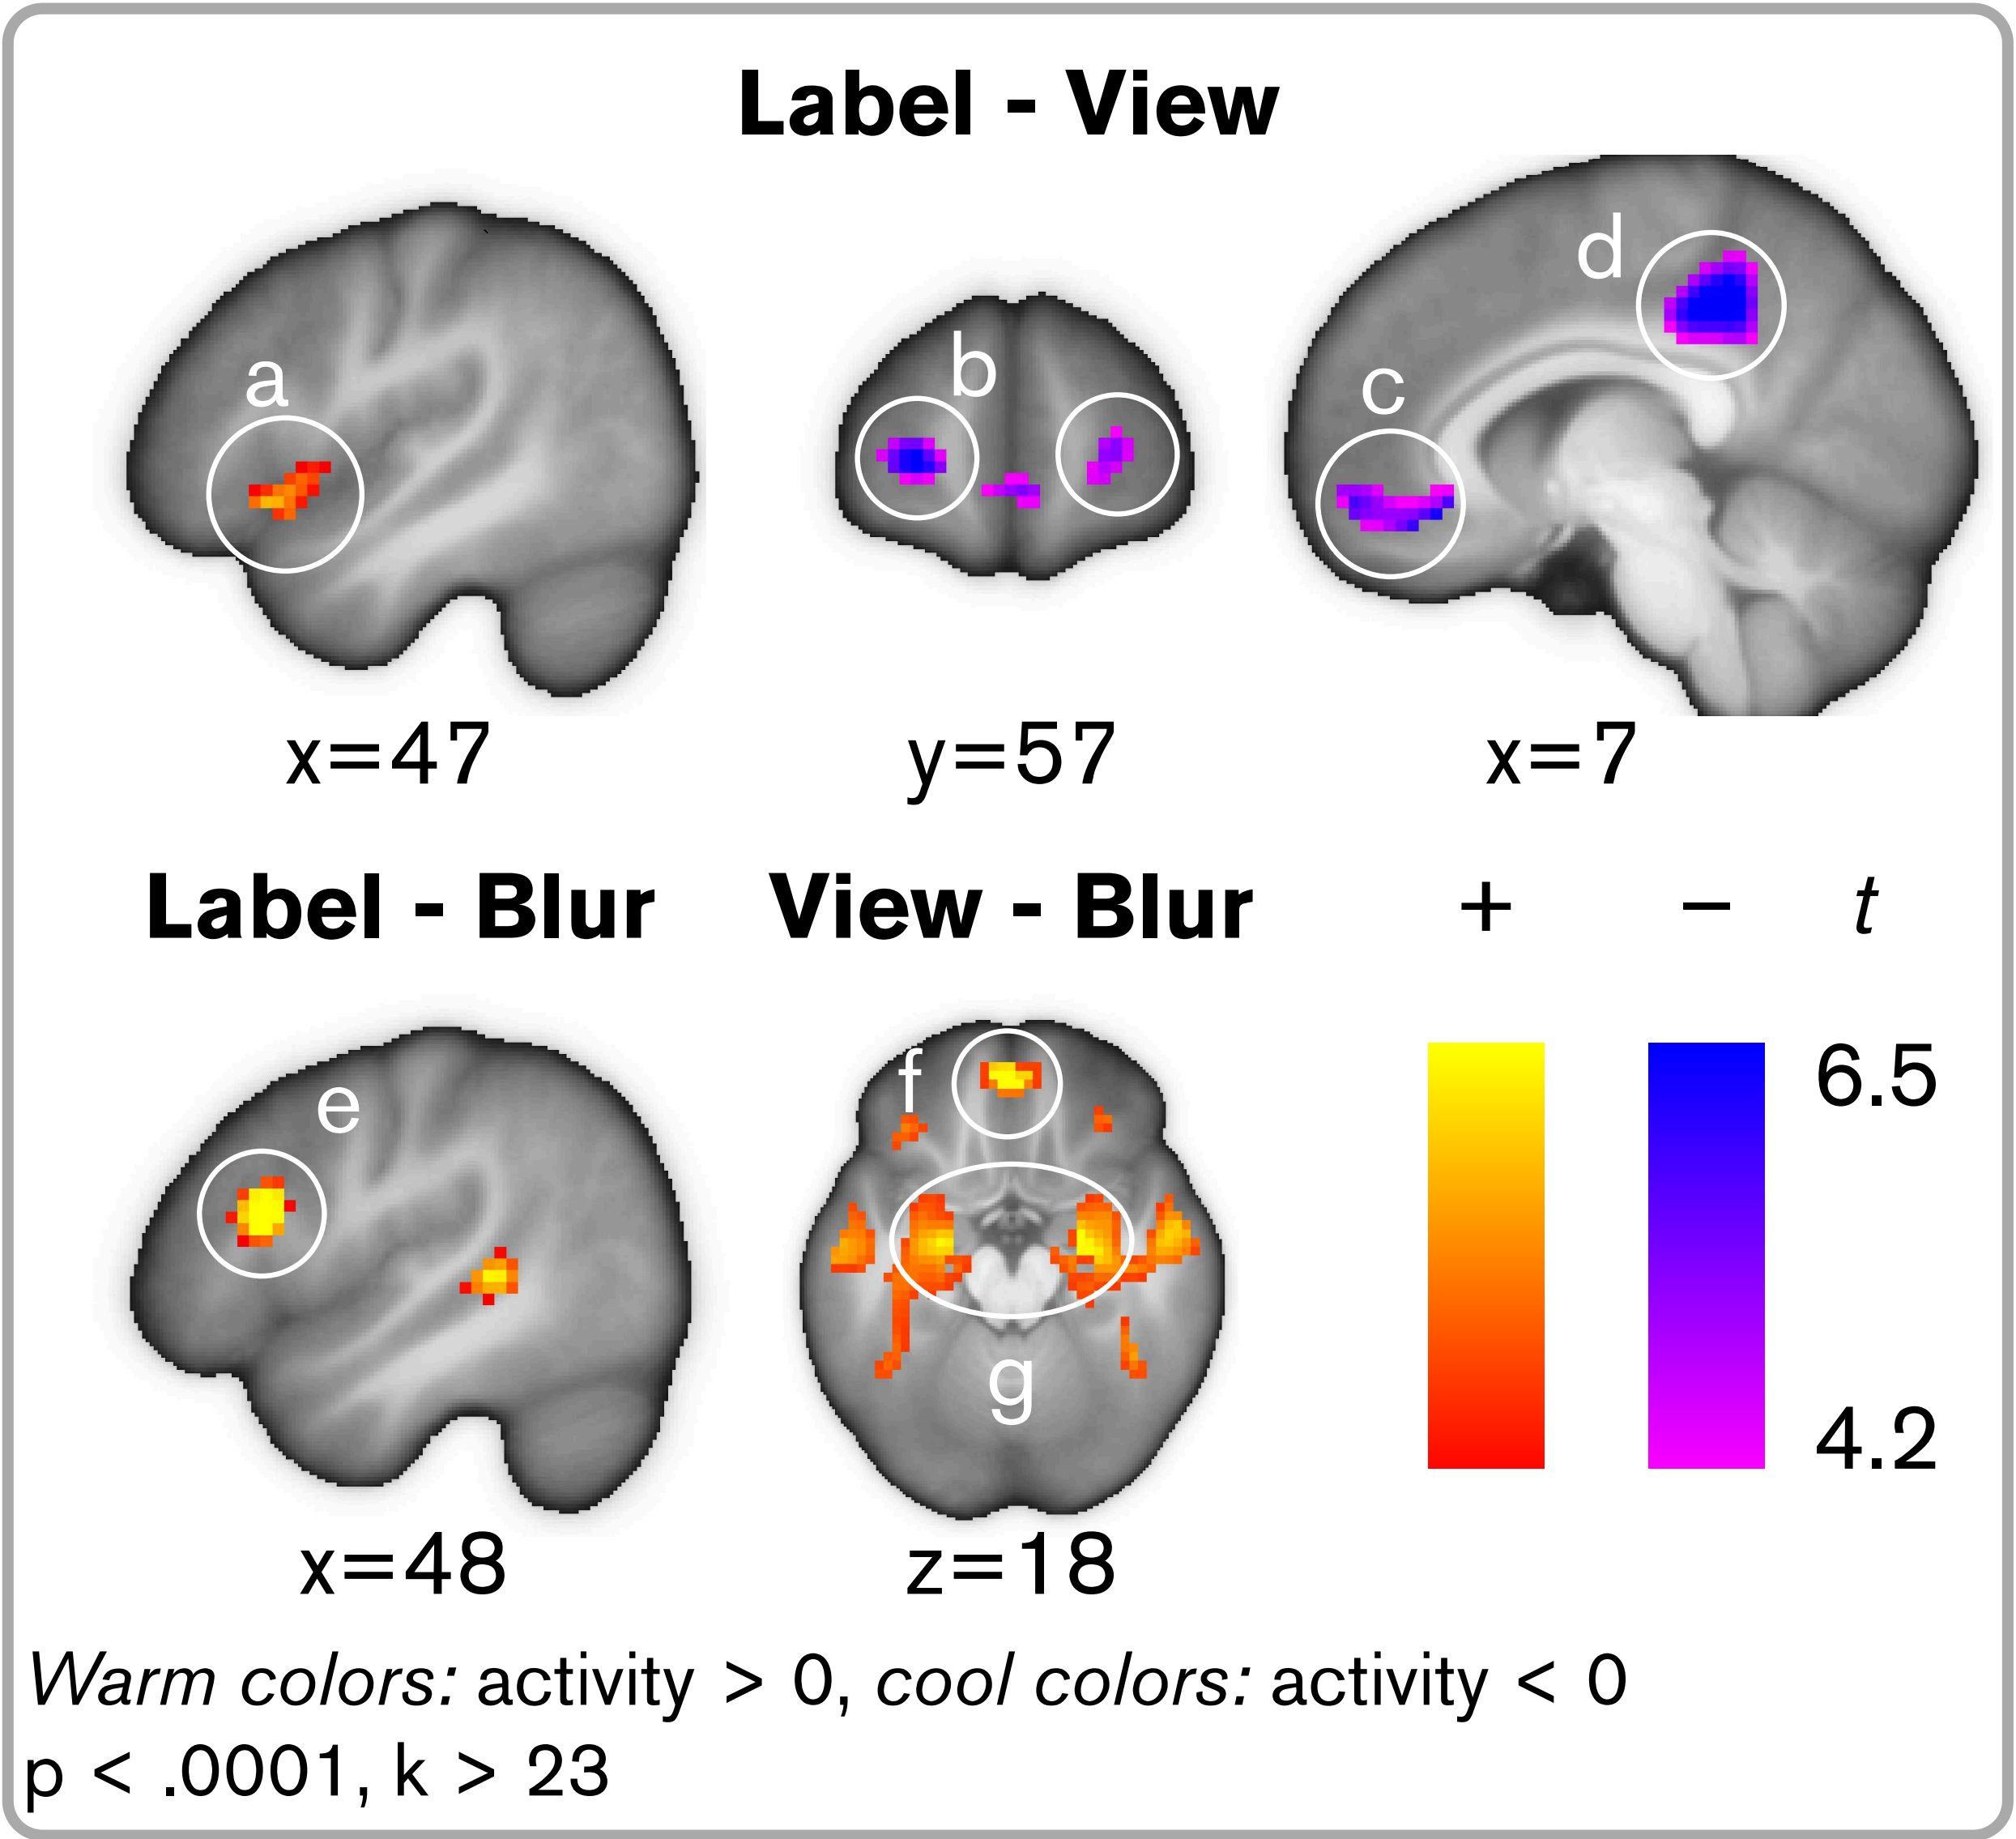 Label - View
a
b
c
d
x=47
y=57
x=7
Label - Blur
View - Blur
+
−
t
e
f
g
6.5
4.2
x=48
z=18
Warm colors: activity > 0, cool colors: activity < 0
p < .0001, k > 23